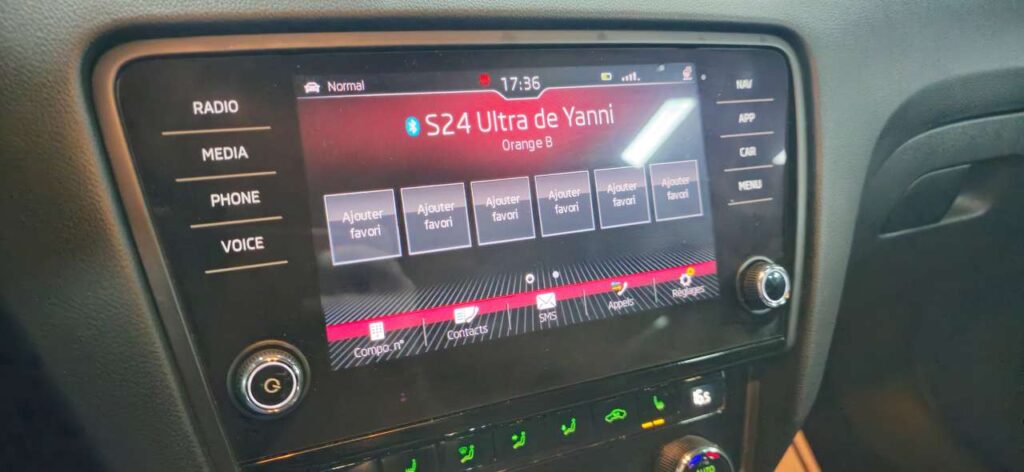 RADIO
MEDIA
PHONE
VOICE
Normal
17:36
S24 Ultra de Yanni
Orange B
Ajouter
favori
Ajouter
favori
Ajouter
favori
Ajouter
favori
Ajouter
favori
Ajouter
favori
Compo. n°
Contacts
SMS
Appels
Réglages
NAV
APP
CAR
MENU
AUTO